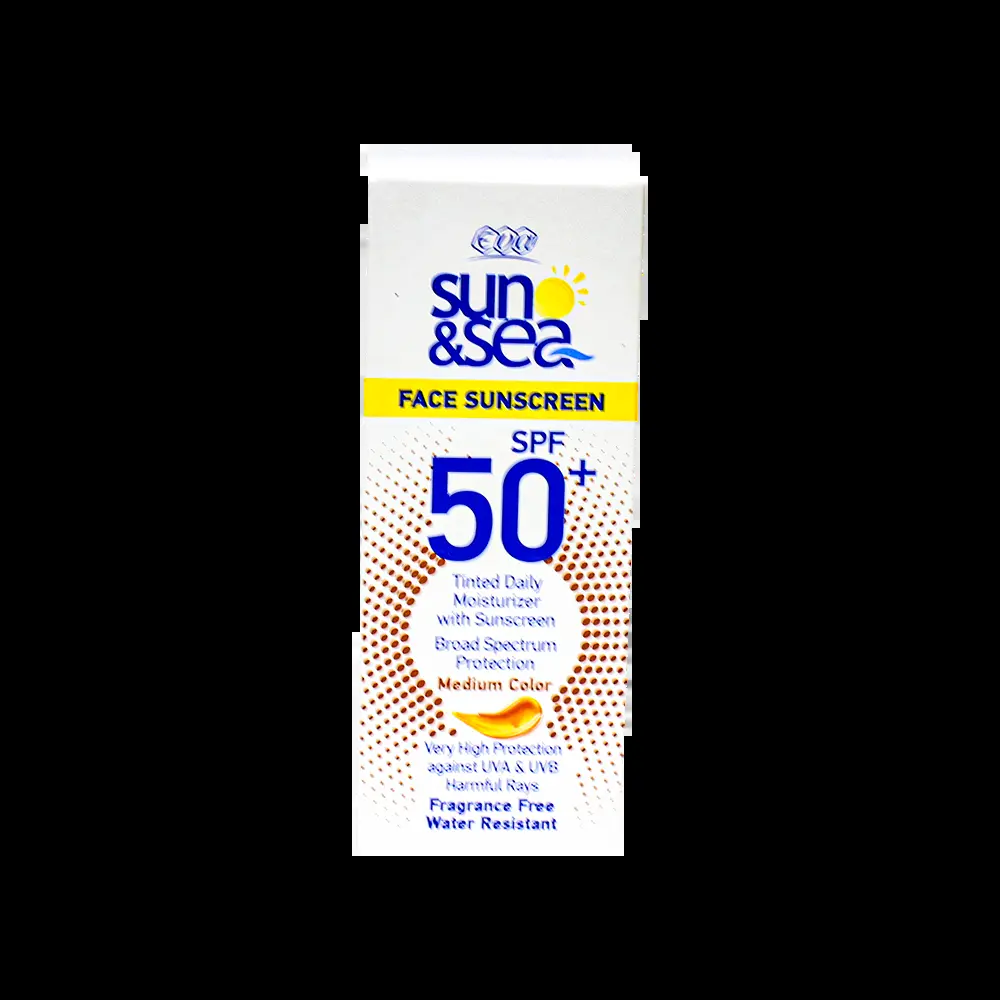 Eva
sun
&sea
FACE SUNSCREEN
SPF
50+
Tinted Daily
Moisturizer
with Sunscreen
Broad Spectrum
Protection
Medium Color
Very High Protection
against UVA & UVB
Harmful Rays
Fragrance Free
Water Resistant